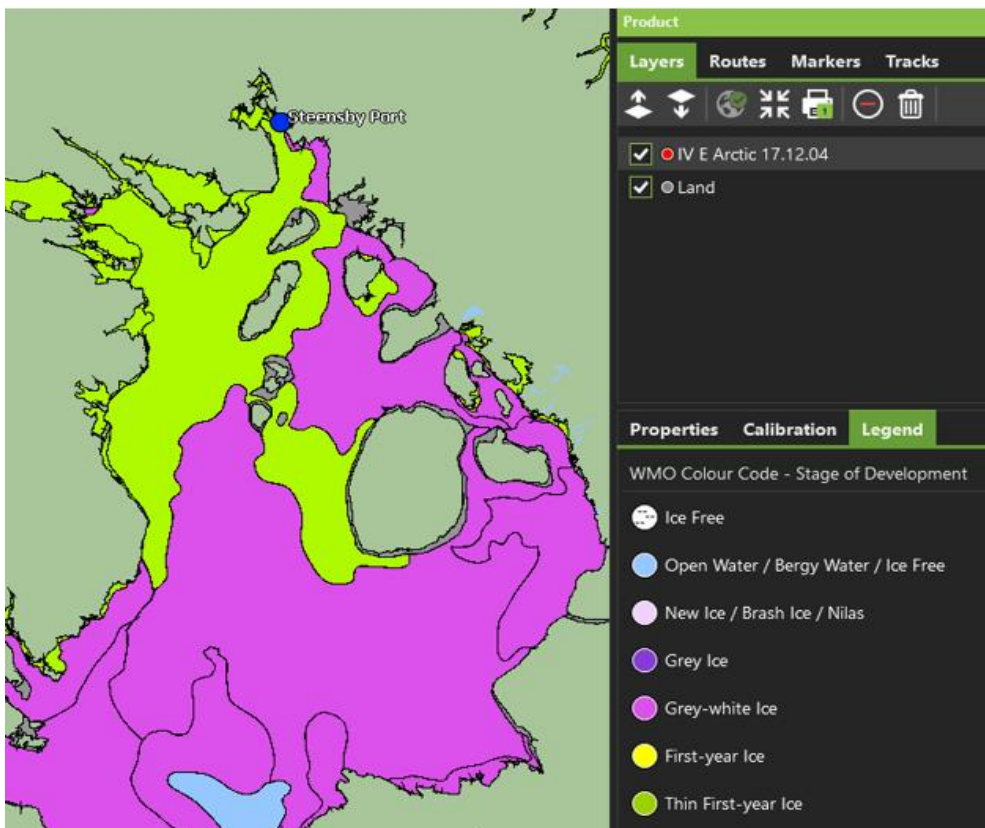 Steensby Port
Product
Layers Routes Markers Tracks
IV E Arctic 17.12.04
Land
Properties Calibration Legend
WMO Colour Code - Stage of Development
Ice Free
Open Water / Bergy Water / Ice Free
New Ice / Brash Ice / Nilas
Grey Ice
Grey-white Ice
First-year Ice
Thin First-year Ice